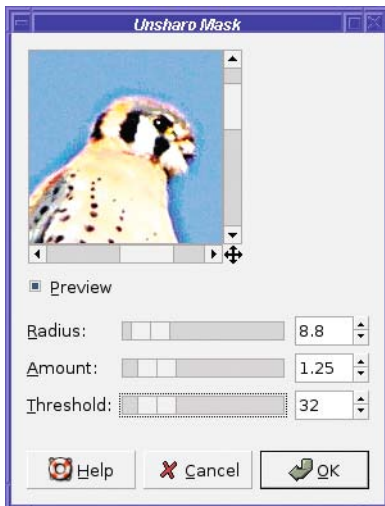 Unsharp Mask
Preview
Radius: 8.8
Amount: 1.25
Threshold: 32
Help Cancel OK